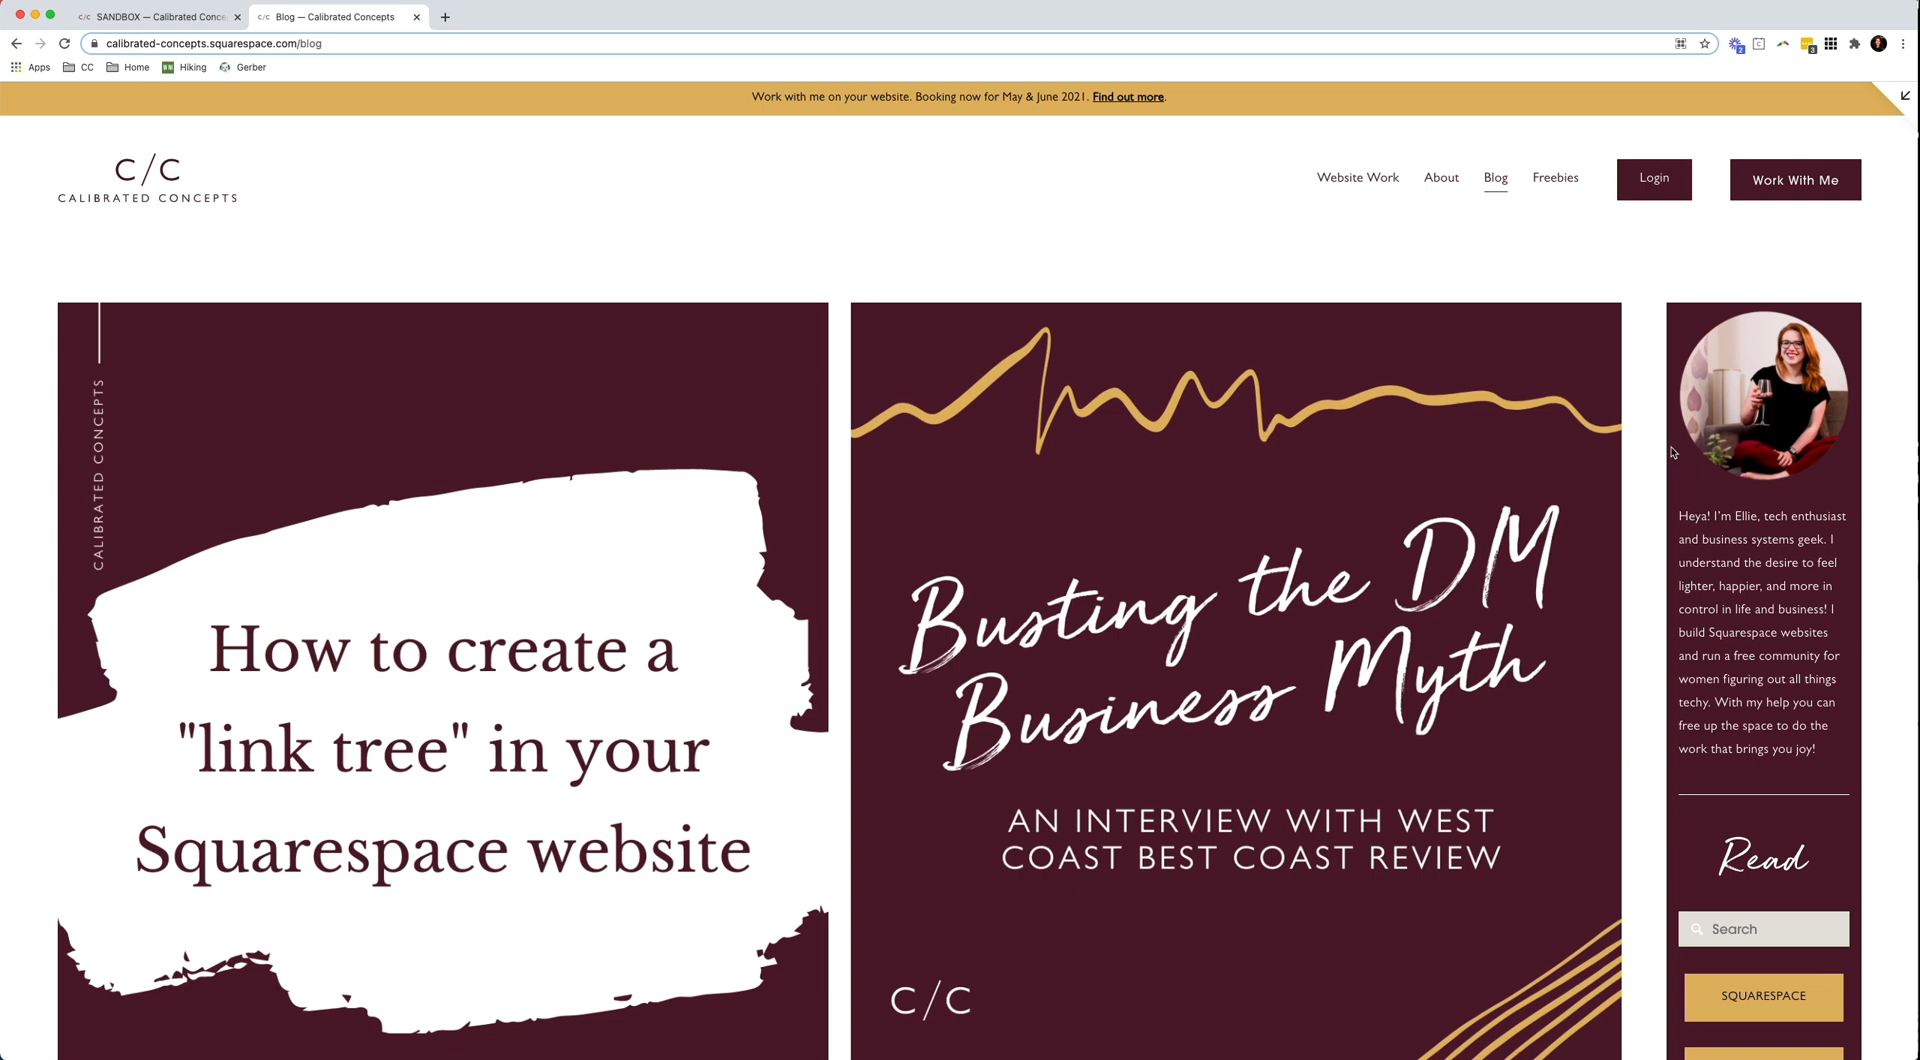 SANDBOX — Calibrated Conce
Blog — Calibrated Concepts
calibrated-concepts.squarespace.com/blog
Apps
CC
Home
Hiking
Gerber
Work with me on your website. Booking now for May & June 2021. Find out more.
C/C
CALIBRATED CONCEPTS
Website Work
About
Blog
Freebies
Login
Work With Me
CALIBRATED CONCEPTS
How to create a
"link tree" in your
Squarespace website
Busting the DM
Business Myth
AN INTERVIEW WITH WEST
COAST BEST COAST REVIEW
C/C
Heya! I'm Ellie, tech enthusiast
and business systems geek. I
understand the desire to feel
lighter, happier, and more in
control in life and business! I
build Squarespace websites
and run a free community for
women figuring out all things
techy. With my help you can
free up the space to do the
work that brings you joy!
Read
Search
SQUARESPACE